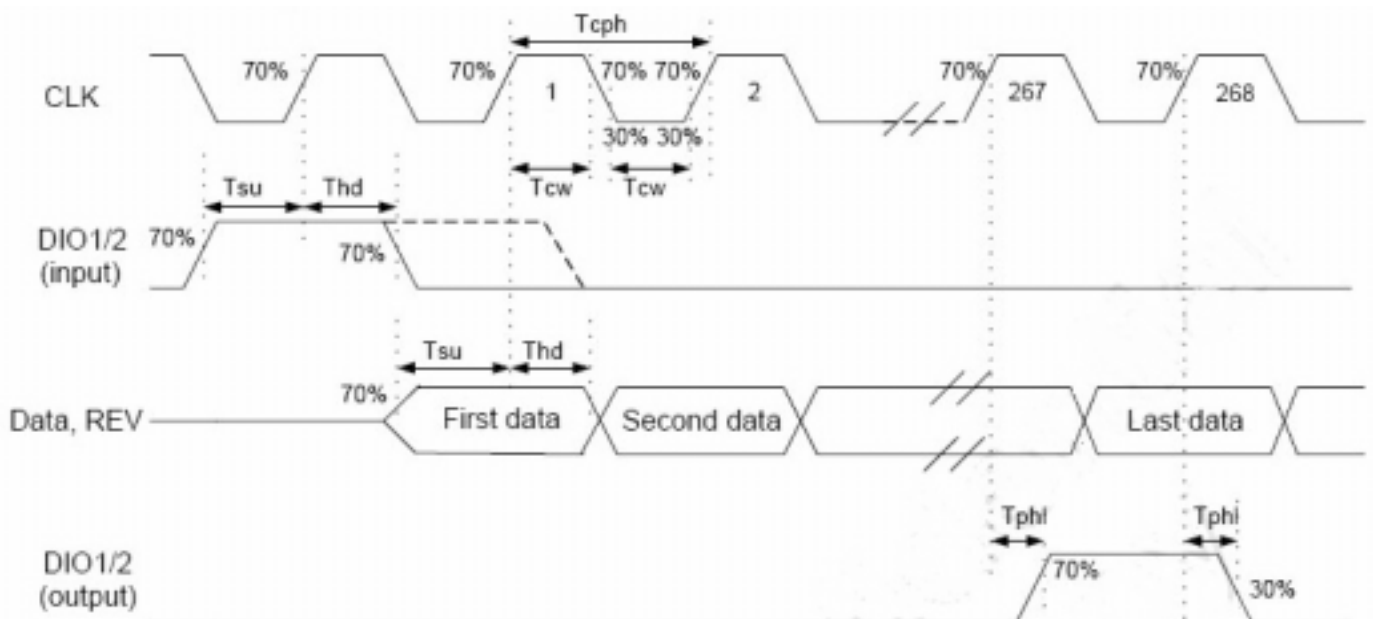 Tcph
70% 70% 70% 70% 70% 70%
CLK 1 2 267 268
30% 30%
Tsu Thd Tcw Tcw
DIO1/2 70% 70%
(input)
Tsu Thd
70%
Data, REV First data Second data Last data
Tphl Tphl
DIO1/2 70%
(output) 30%